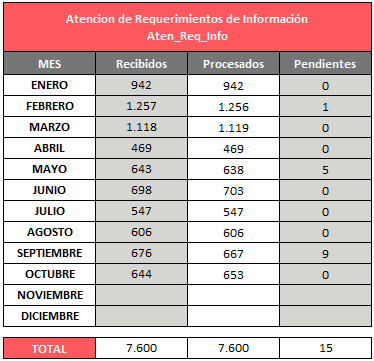 Atencion de Requerimientos de Información
Aten_Req_Info
MES Recibidos Procesados Pendientes
ENERO 942 942 0
FEBRERO 1.257 1.256 1
MARZO 1.118 1.119 0
ABRIL 469 469 0
MAYO 643 638 5
JUNIO 698 703 0
JULIO 547 547 0
AGOSTO 606 606 0
SEPTIEMBRE 676 667 9
OCTUBRE 644 653 0
NOVIEMBRE
DICIEMBRE
TOTAL 7.600 7.600 15